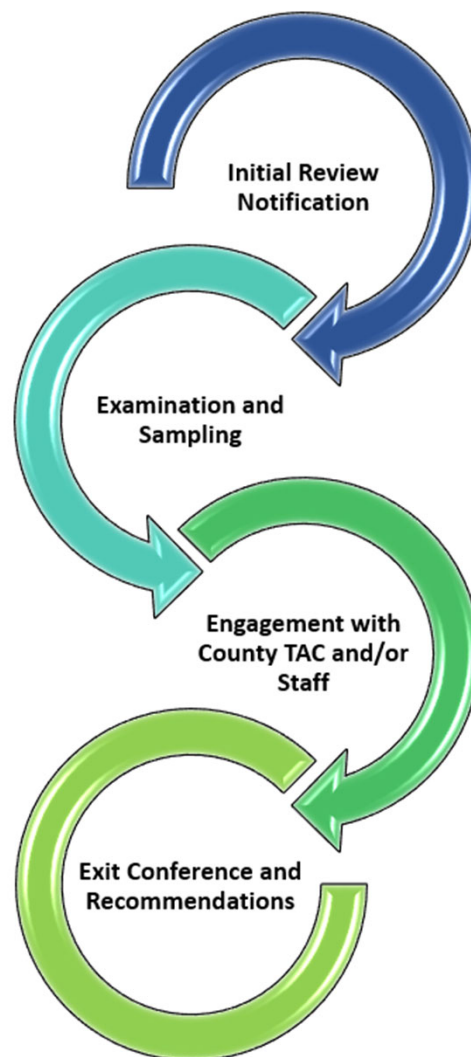 Initial Review
Notification
Examination and
Sampling
Engagement with
County TAC and/or
Staff
Exit Conference and
Recommendations